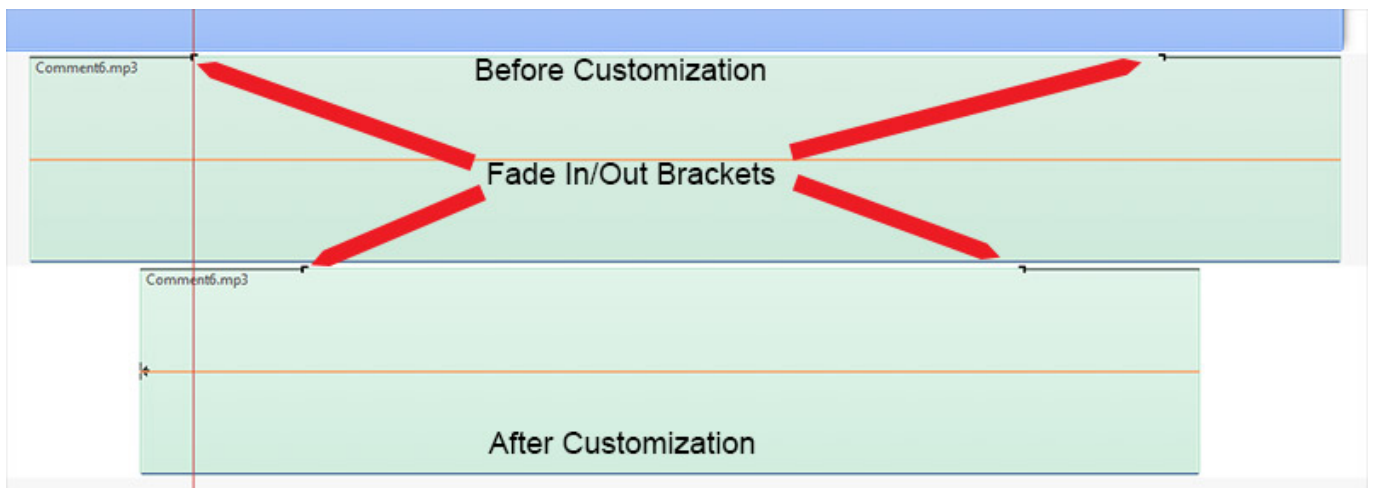 Comment6.mp3
Before Customization
Fade In/Out Brackets
Comment6.mp3
After Customization